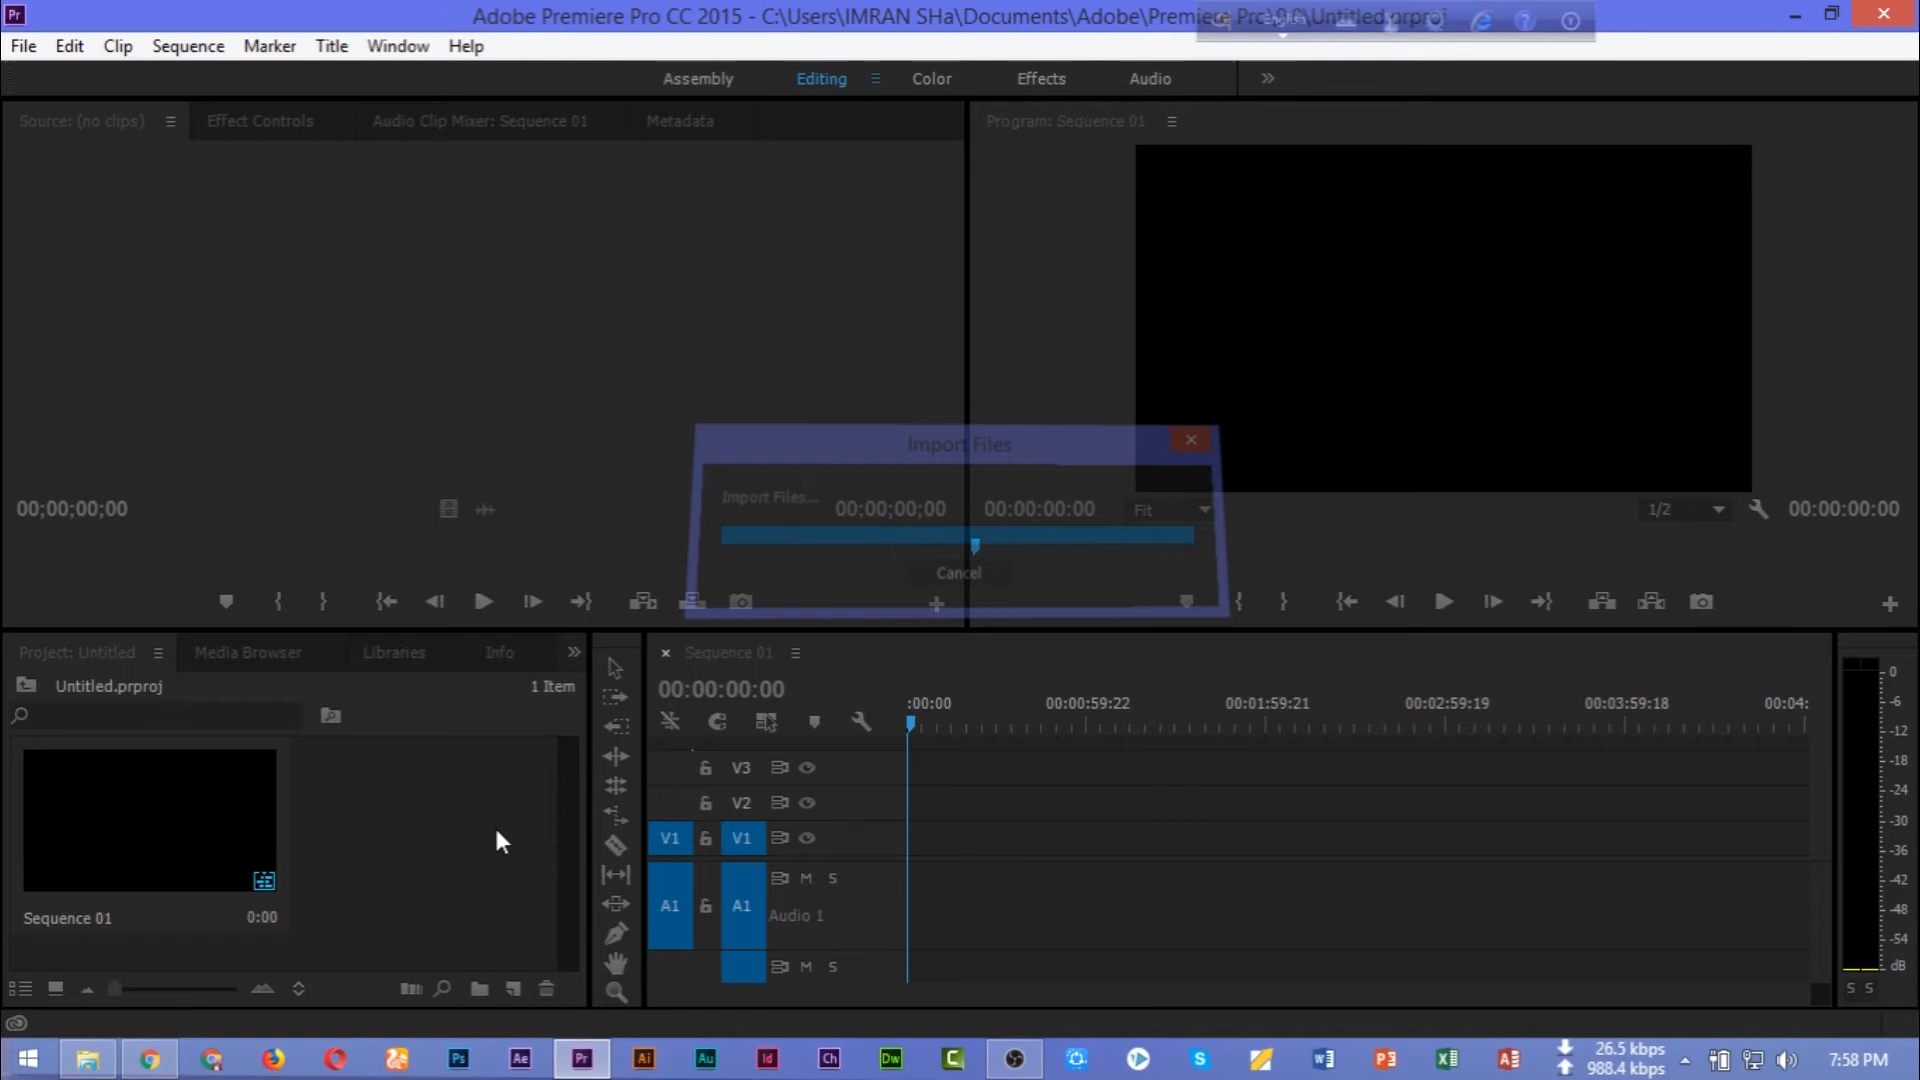 Adobe Premiere Pro CC 2015 - C:\Users\IMRAN SHa\Documents\Adobe\Premiere Pro\9.0\Untitled.prproj
English
File Edit Clip Sequence Marker Title Window Help
Assembly Editing Color Effects Audio
Source: (no clips) Effect Controls Audio Clip Mixer: Sequence 01 Metadata
Program: Sequence 01
Import Files
Import Files...
00;00;00;00 00;00;00;00
00:00:00:00 Fit 1/2 00:00:00:00
Cancel
Project: Untitled Media Browser Libraries Info
Untitled.prproj 1 Item
Sequence 01 0:00
Sequence 01
00:00:00:00
:00:00 00:00:59:22 00:01:59:21 00:02:59:19 00:03:59:18 00:04:
V3
V2
V1 V1
M S
A1 A1
Audio 1
M S
0
-6
-12
-18
-24
-30
-36
-42
-48
-54
dB
S S
Ps Ae Pr Ai Au Id Ch Dw
26.5 kbps
988.4 kbps
7:58 PM